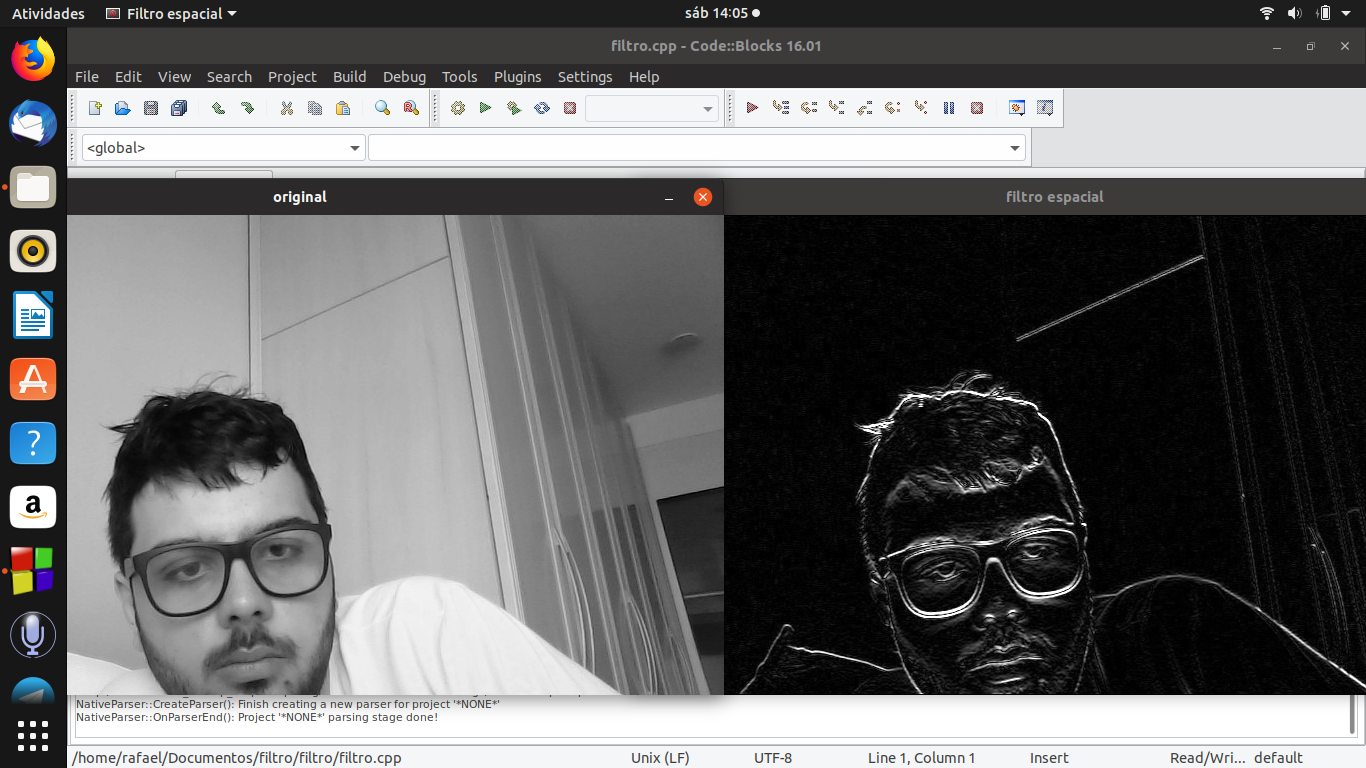 Atividades Filtro espacial sáb 14:05
filtro.cpp - Code::Blocks 16.01
File Edit View Search Project Build Debug Tools Plugins Settings Help
<global>
original
filtro espacial
NativeParser::CreateParser(): Finish creating a new parser for project '*NONE*'
NativeParser::OnParserEnd(): Project '*NONE*' parsing stage done!
/home/rafael/Documentos/filtro/filtro/filtro.cpp Unix (LF) UTF-8 Line 1, Column 1 Insert Read/Wri... default